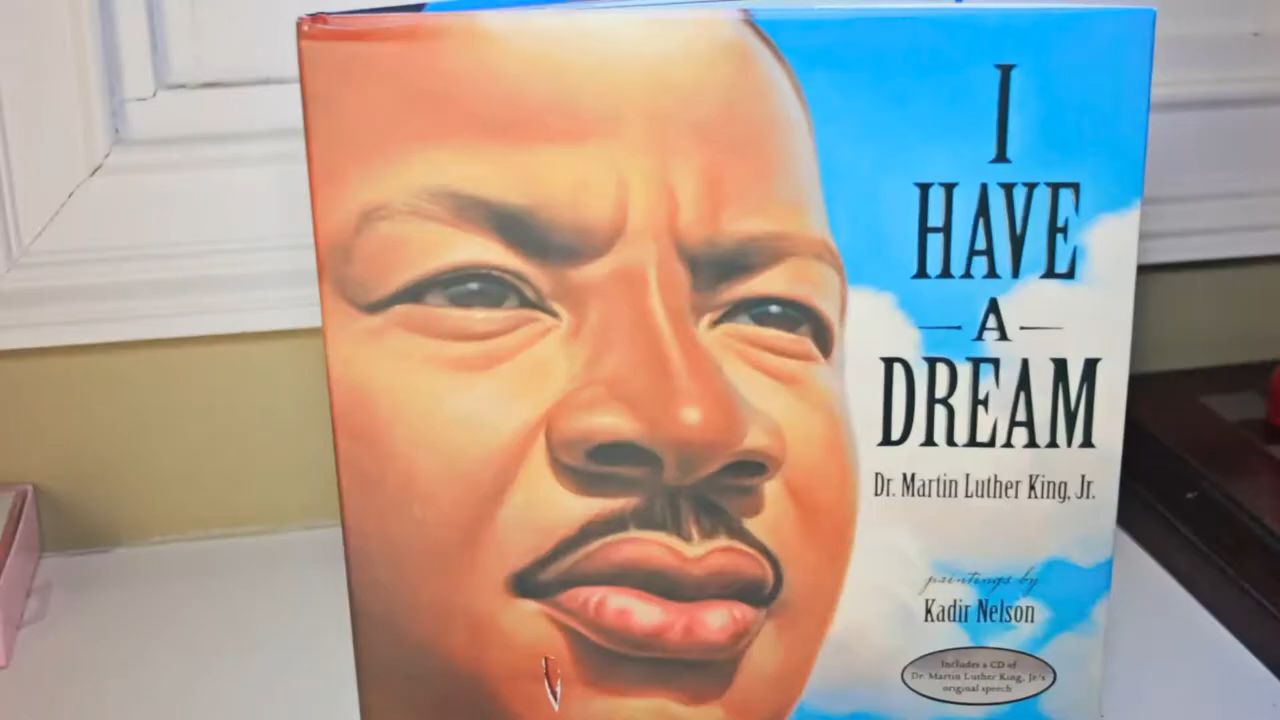 I
HAVE
A
DREAM
Dr. Martin Luther King, Jr.
paintings by
Kadir Nelson
Includes a CD of
Dr. Martin Luther King, Jr.'s
original speech